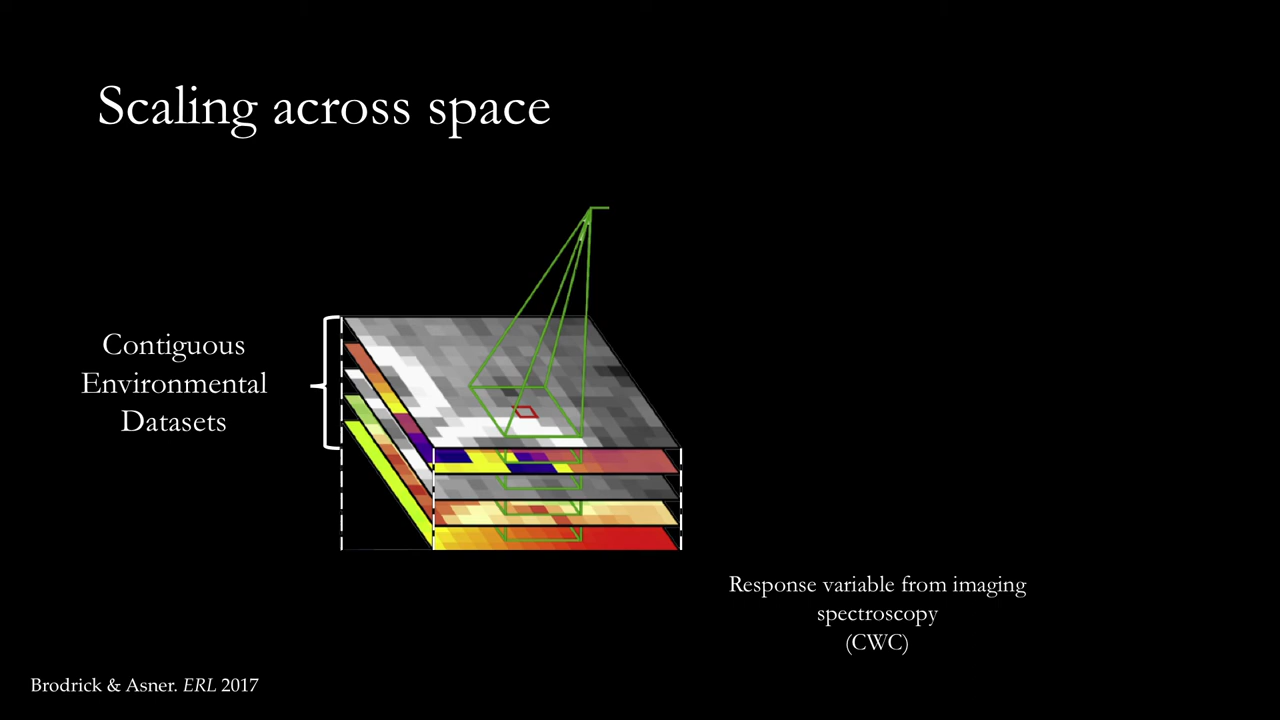 Scaling across space
Contiguous
Environmental
Datasets
Response variable from imaging
spectroscopy
(CWC)
Brodrick & Asner. ERL 2017